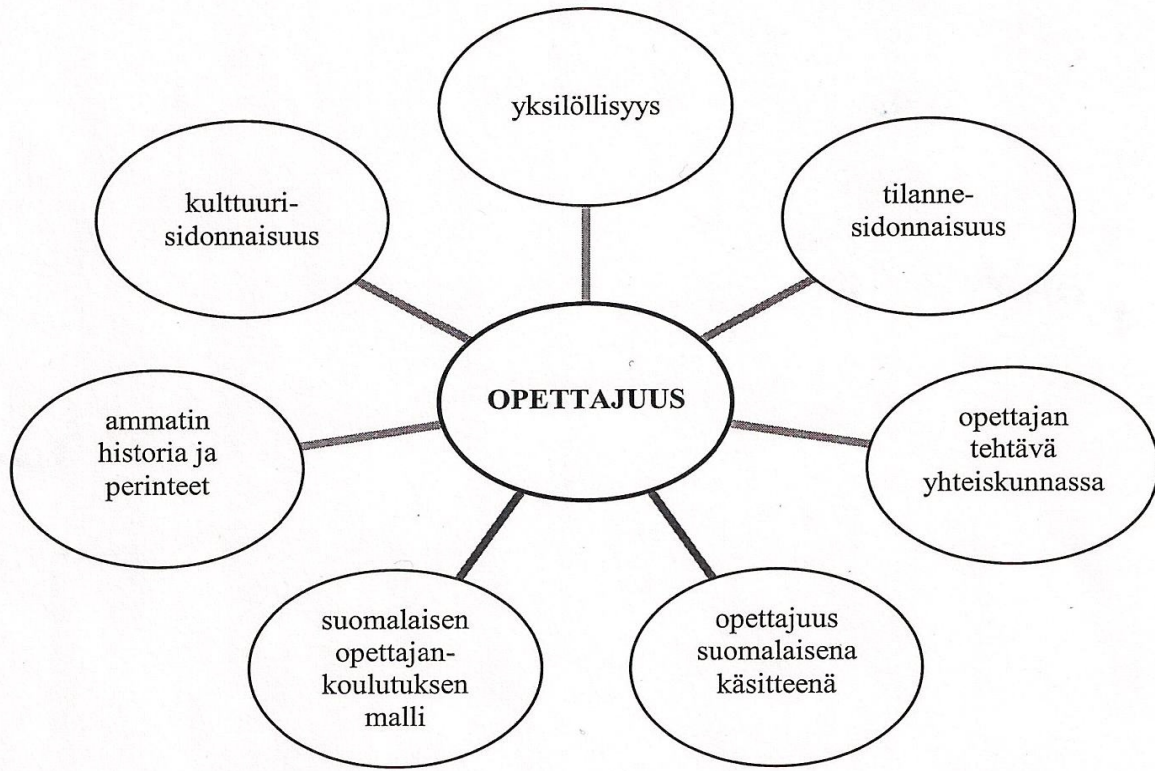 yksilöllisyys
kulttuuri-
sidonnaisuus
tilanne-
sidonnaisuus
OPETTAJUUS
ammatin
historia ja
perinteet
opettajan
tehtävä
yhteiskunnassa
suomalaisen
opettajan-
koulutuksen
malli
opettajuus
suomalaisena
käsitteenä